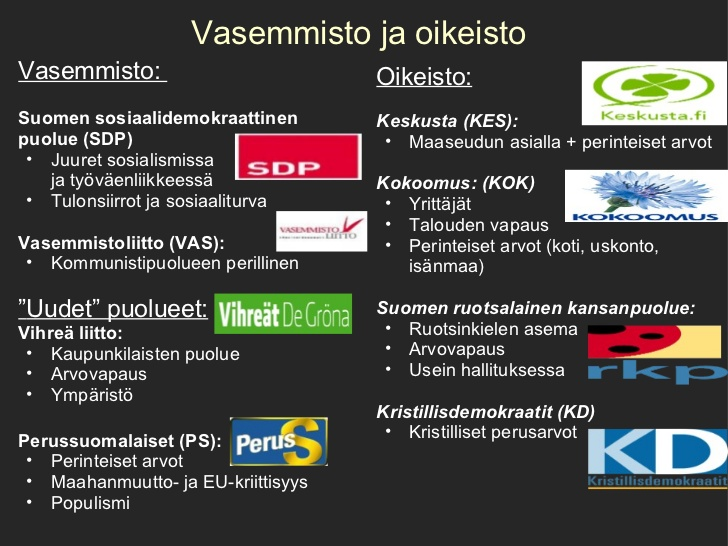 Vasemmisto ja oikeisto
Vasemmisto:
Suomen sosiaalidemokraattinen
puolue (SDP)
• Juuret sosialismissa
ja työväenliikkeessä
• Tulonsiirrot ja sosiaaliturva
SDP
Vasemmistoliitto (VAS):
• Kommunistipuolueen perillinen
VASEMMISTO
LIITTO
”Uudet” puolueet:
Vihreät De Gröna
Vihreä liitto:
• Kaupunkilaisten puolue
• Arvovapaus
• Ympäristö
Perussuomalaiset (PS):
• Perinteiset arvot
• Maahanmuutto- ja EU-kriittisyys
• Populismi
PERUS
Oikeisto:
Keskusta.fi
Keskusta (KES):
• Maaseudun asialla + perinteiset arvot
Kokoomus: (KOK)
• Yrittäjät
• Talouden vapaus
• Perinteiset arvot (koti, uskonto,
isänmaa)
KOKOOMUS
Suomen ruotsalainen kansanpuolue:
• Ruotsinkielen asema
• Arvovapaus
• Usein hallituksessa
rkp
Kristillisdemokraatit (KD)
• Kristilliset perusarvot
KD
Kristillisdemokraatit